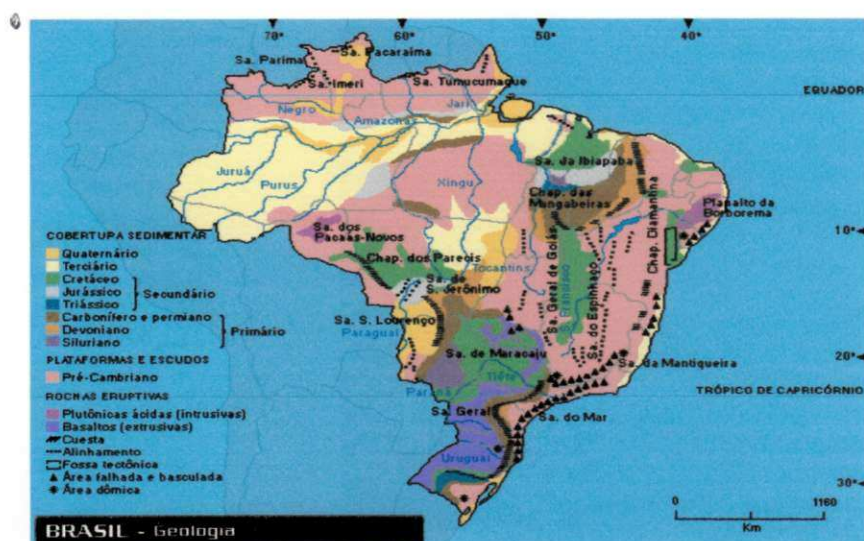 70°
60°
50°
40°
Sa. Pacaraima
Sa. Parima
Sa. Imeri
Sa. Tumucumaque
EQUADOR
Negro
Jari
Amazonas
Juruá
Purus
Xingu
Sa. da Ibiapaba
Chap. das
Mangabeiras
Planalto da
Borborema
Chap. Diamantina
10°
Sa. dos
Pacaás-Novos
Chap. dos Parecis
Tocantins
Sa. Geral de Goiás
S. Francisco
Sa. do Espinhaço
Sa. de
S. Jerônimo
Sa. S. Lourenço
Paraguai
Sa. de Maracaju
Sa. da Mantiqueira
20°
Tiête
Paraná
TRÓPICO DE CAPRICÓRNIO
Sa. Geral
Sa. do Mar
Uruguai
30°
COBERTURA SEDIMENTAR
Quaternário
Terciário
Cretáceo
Jurássico
Secundário
Triássico
Carbonífero e permiano
Devoniano
Primário
Siluriano
PLATAFORMAS E ESCUDOS
Pré-Cambriano
ROCHAS ERUPTIVAS
Plutônicas ácidas (intrusivas)
Basaltos (extrusivas)
Cuesta
Alinhamento
Fossa tectônica
Área falhada e basculada
Área dômica
0
1160
Km
BRASIL - Geologia